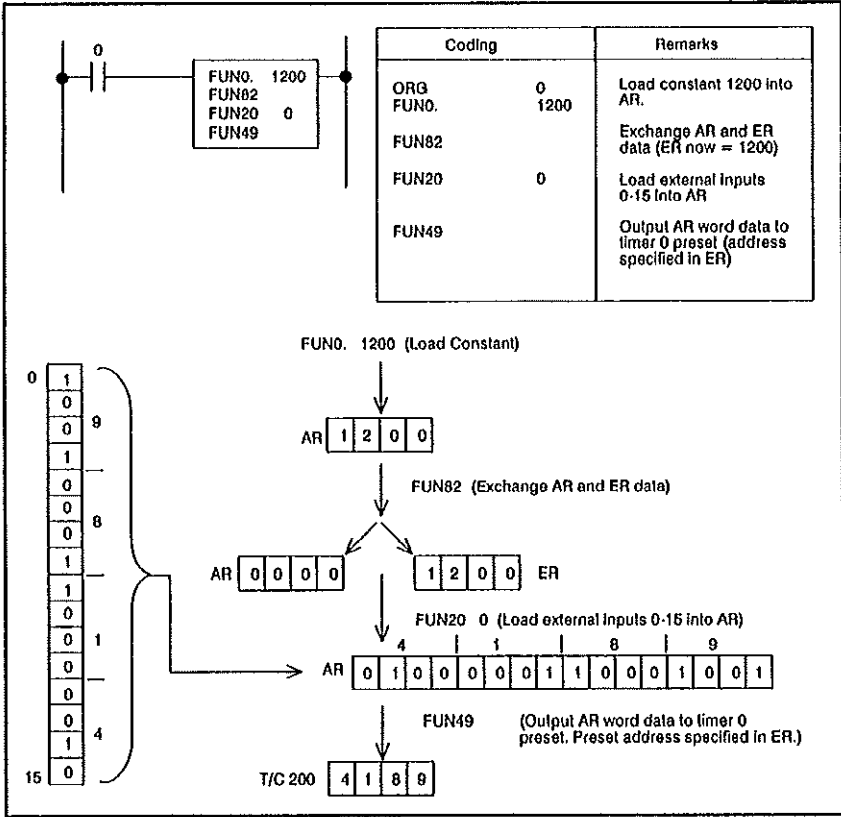 0
FUN0. 1200
FUN82
FUN20 0
FUN49
Coding Remarks
ORG 0
FUN0. 1200
FUN82
FUN20 0
FUN49
Load constant 1200 into
AR.
Exchange AR and ER
data (ER now = 1200)
Load external inputs
0-15 into AR
Output AR word data to
timer 0 preset (address
specified in ER)
FUN0. 1200 (Load Constant)
AR 1 2 0 0
FUN82 (Exchange AR and ER data)
AR 0 0 0 0
1 2 0 0 ER
FUN20 0 (Load external inputs 0-15 into AR)
4 1 8 9
AR 0 1 0 0 0 0 0 1 1 0 0 0 1 0 0 1
FUN49 (Output AR word data to timer 0
preset. Preset address specified in ER.)
T/C 200 4 1 8 9
0 1
0
0 9
1
0
0 8
0
1
1
0
0 1
0
0
0 4
1
15 0